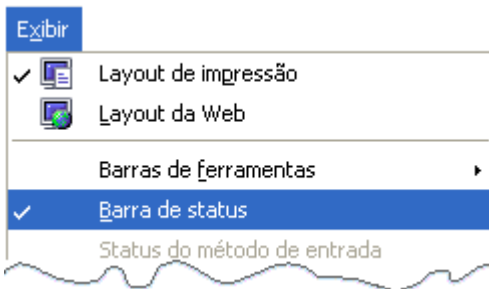 Exibir
Layout de impressão
Layout da Web
Barras de ferramentas
Barra de status
Status do método de entrada